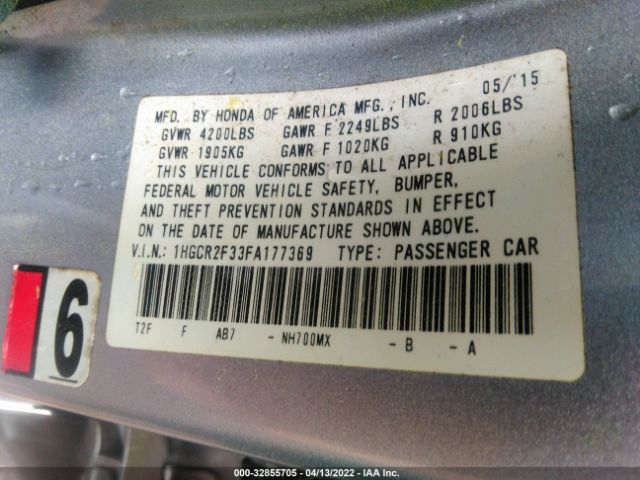 MFD. BY HONDA OF AMERICA MFG., INC. 05/'15
GVWR 4200LBS GAWR F 2249LBS R 2006LBS
GVWR 1905KG GAWR F 1020KG R 910KG
THIS VEHICLE CONFORMS TO ALL APPLICABLE
FEDERAL MOTOR VEHICLE SAFETY, BUMPER,
AND THEFT PREVENTION STANDARDS IN EFFECT
ON THE DATE OF MANUFACTURE SHOWN ABOVE.
V.I.N.: 1HGCR2F33FA177369 TYPE: PASSENGER CAR
T2F F AB7 - NH700MX - B - A
6
000-32855705 - 04/13/2022 - IAA Inc.